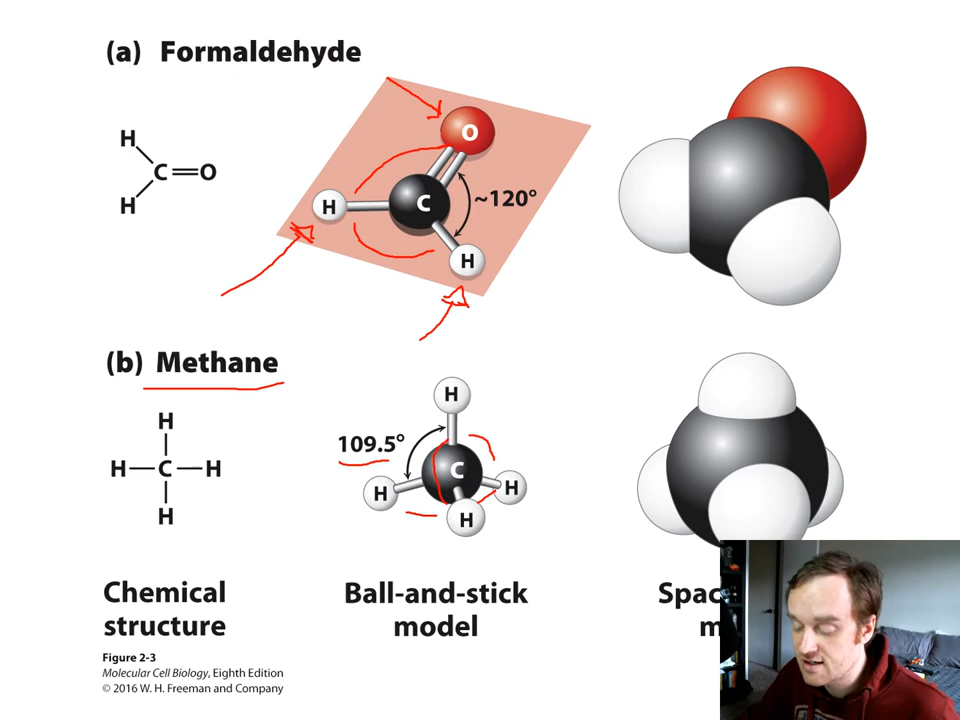 (a) Formaldehyde
H
C=O
H
O
H
C
~120°
H
(b) Methane
H
H—C—H
H
H
109.5°
C
H
H
H
Chemical
structure
Ball-and-stick
model
Spac
m
Figure 2-3
Molecular Cell Biology, Eighth Edition
© 2016 W. H. Freeman and Company